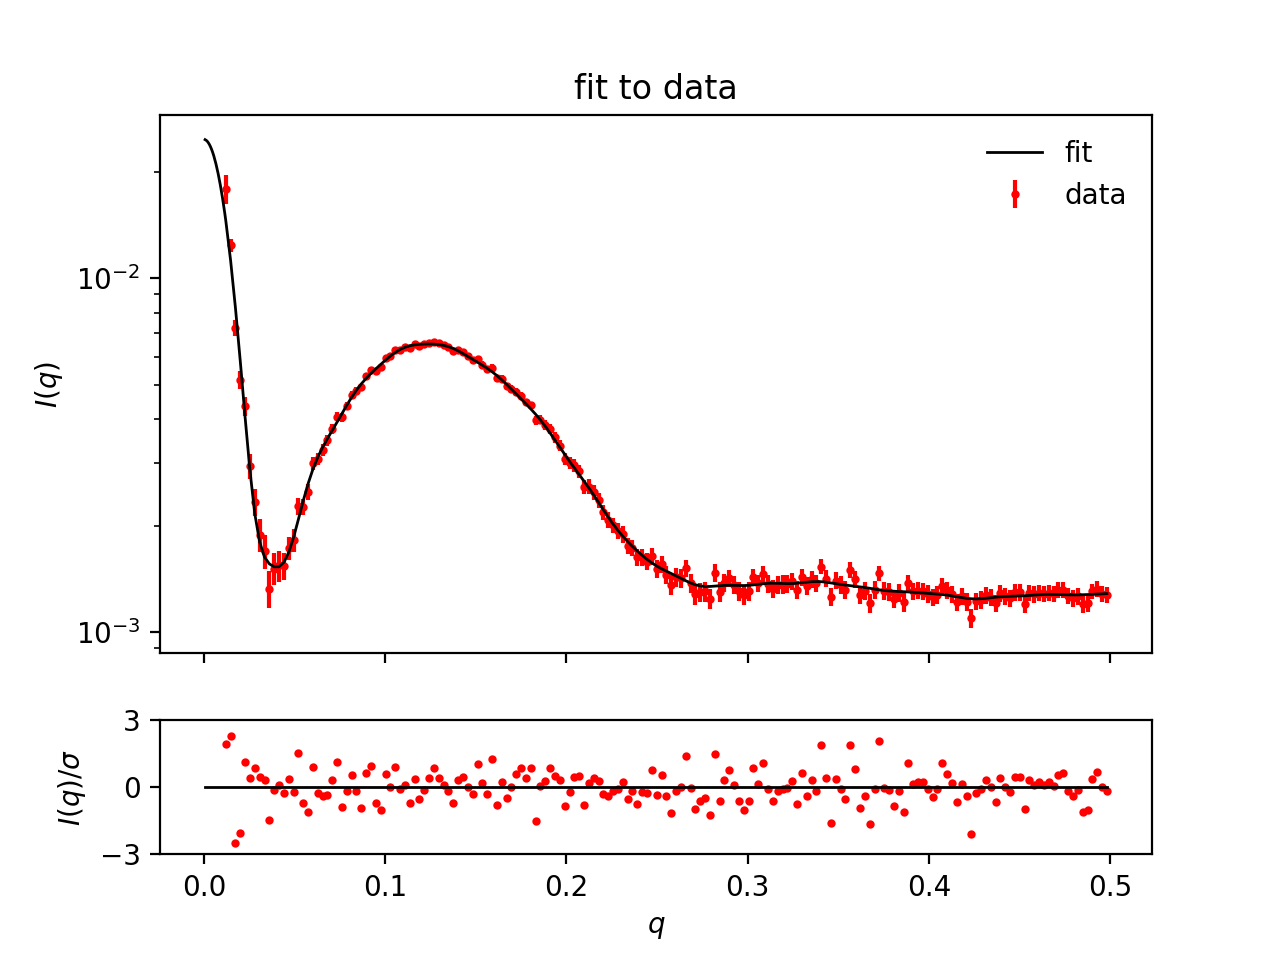 fit to data
fit
data
I(q)
10⁻²
10⁻³
I(q)/σ
3
0
−3
0.0 0.1 0.2 0.3 0.4 0.5
q